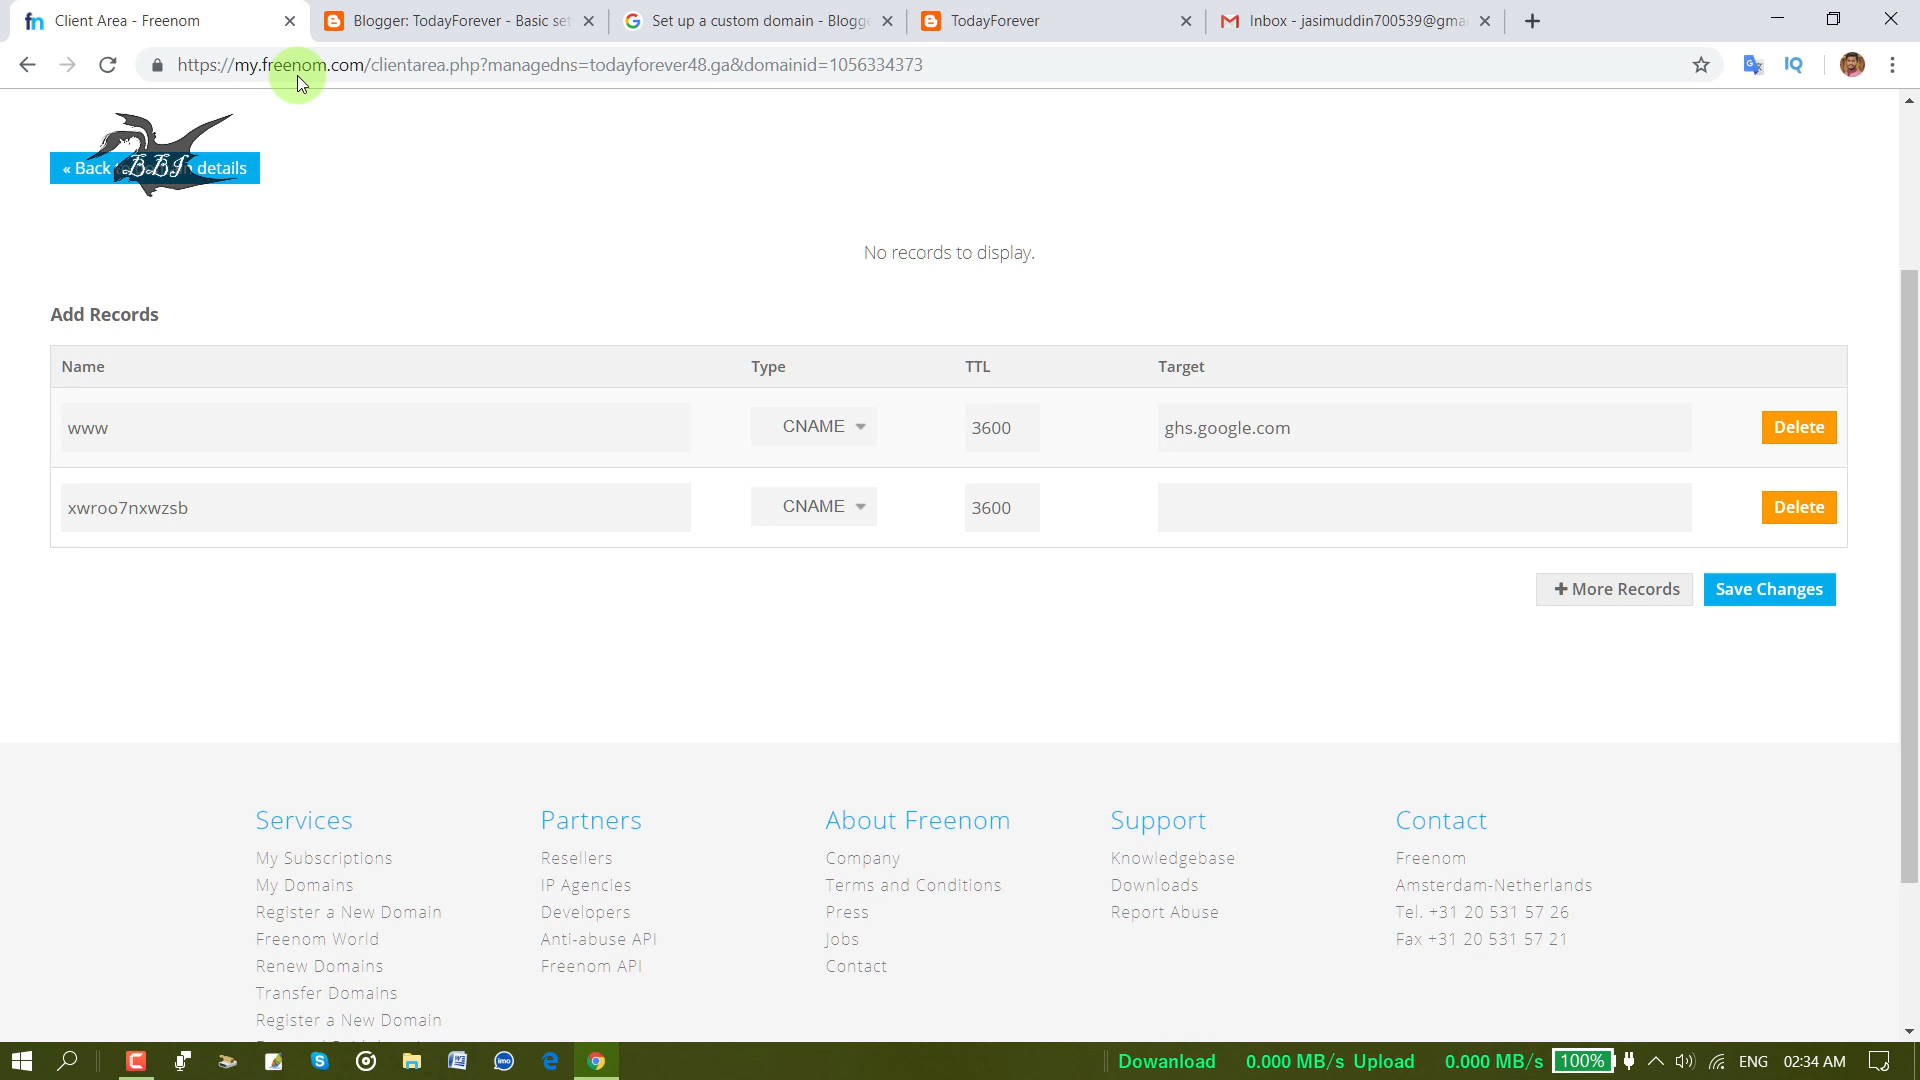 Client Area - Freenom
Blogger: TodayForever - Basic set
Set up a custom domain - Blogge
TodayForever
Inbox - jasimuddin700539@gma
https://my.freenom.com/clientarea.php?managedns=todayforever48.ga&domainid=1056334373
IQ
« Back details
BBJ
No records to display.
Add Records
Name Type TTL Target
www CNAME 3600 ghs.google.com Delete
xwroo7nxwzsb CNAME 3600 Delete
+ More Records Save Changes
Services Partners About Freenom Support Contact
My Subscriptions Resellers Company Knowledgebase Freenom
My Domains IP Agencies Terms and Conditions Downloads Amsterdam-Netherlands
Register a New Domain Developers Press Report Abuse Tel. +31 20 531 57 26
Freenom World Anti-abuse API Jobs Fax +31 20 531 57 21
Renew Domains Freenom API Contact
Transfer Domains
Register a New Domain
Dowanload 0.000 MB/s Upload 0.000 MB/s 100% ENG 02:34 AM